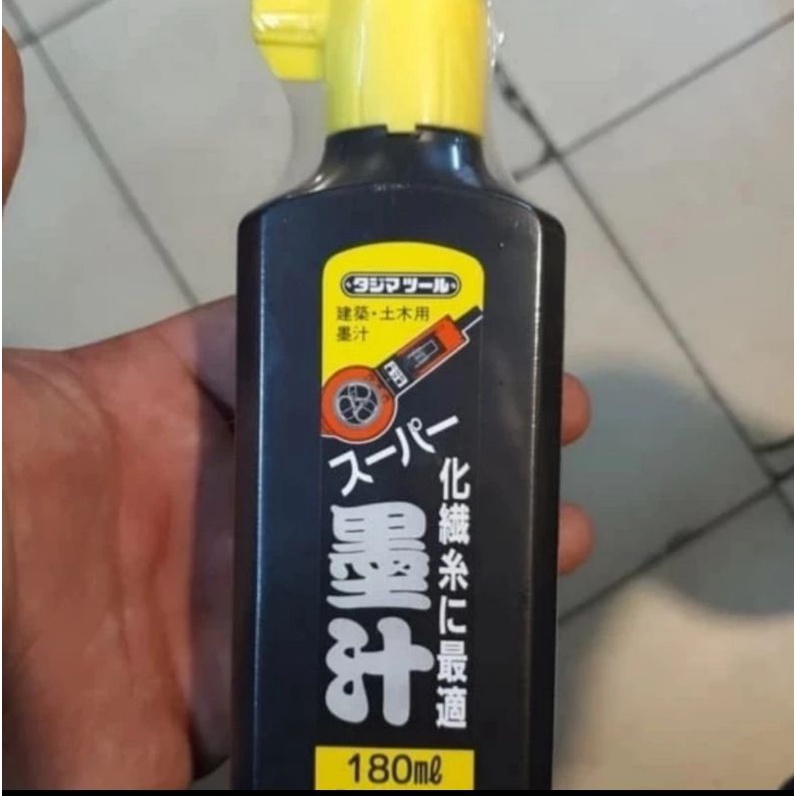 タジマツール
建築・土木用
墨汁
スーパー
墨汁
化繊糸に最適
180ml